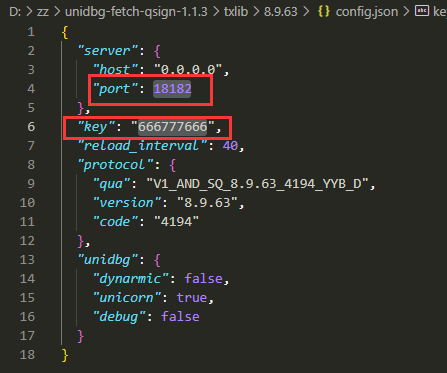 D: > zz > unidbg-fetch-qsign-1.1.3 > txlib > 8.9.63 > {} config.json > abc ke
1 {
2 "server": {
3 "host": "0.0.0.0",
4 "port": 18182
5 },
6 "key": "666777666",
7 "reload_interval": 40,
8 "protocol": {
9 "qua": "V1_AND_SQ_8.9.63_4194_YYB_D",
10 "version": "8.9.63",
11 "code": "4194"
12 },
13 "unidbg": {
14 "dynarmic": false,
15 "unicorn": true,
16 "debug": false
17 }
18 }